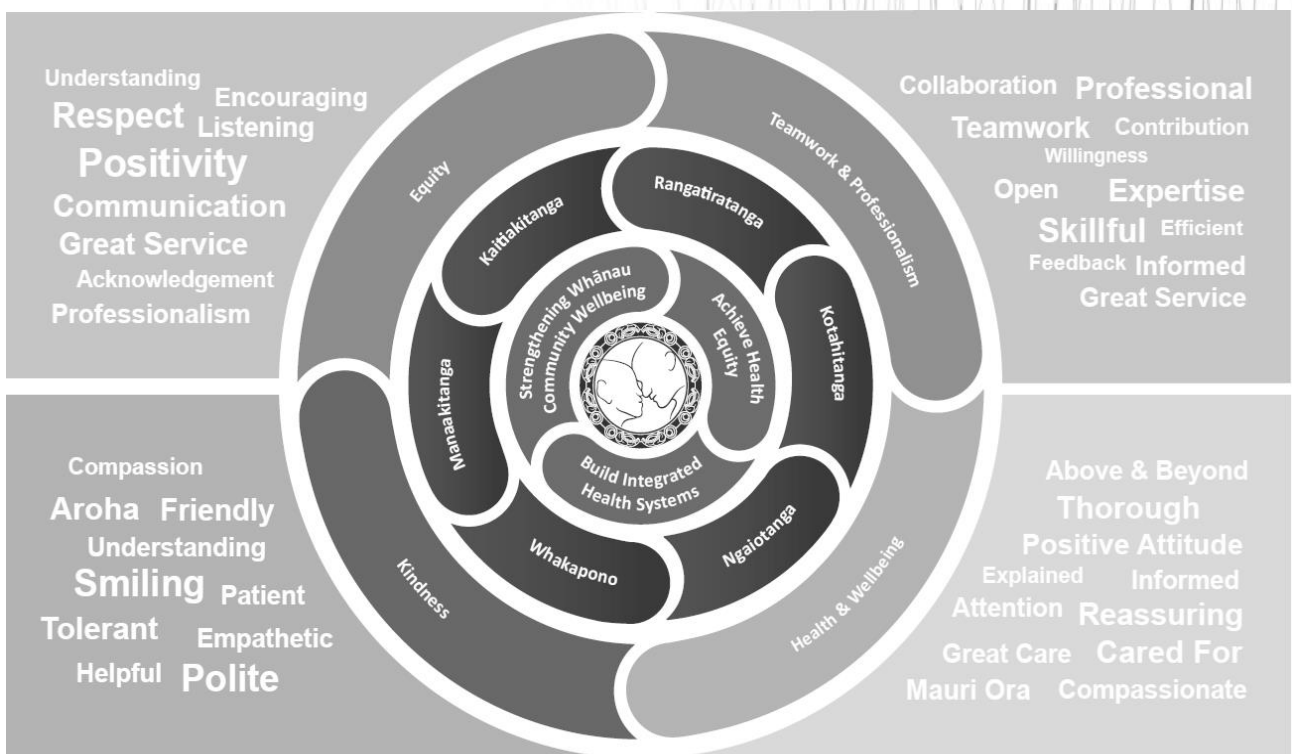 Understanding
Respect Encouraging
Listening
Positivity
Communication
Great Service
Acknowledgement
Professionalism
Collaboration Professional
Teamwork Contribution
Willingness
Open Expertise
Skillful Efficient
Feedback Informed
Great Service
Compassion
Aroha Friendly
Understanding
Smiling Patient
Tolerant Empathetic
Helpful Polite
Above & Beyond
Thorough
Positive Attitude
Explained Informed
Attention Reassuring
Great Care Cared For
Mauri Ora Compassionate
Equity
Teamwork & Professionalism
Health & Wellbeing
Kindness
Kaitiakitanga
Rangatiratanga
Kotahitanga
Ngaiotanga
Whakapono
Manaakitanga
Strengthening Whānau
Community Wellbeing
Achieve Health
Equity
Build Integrated
Health Systems